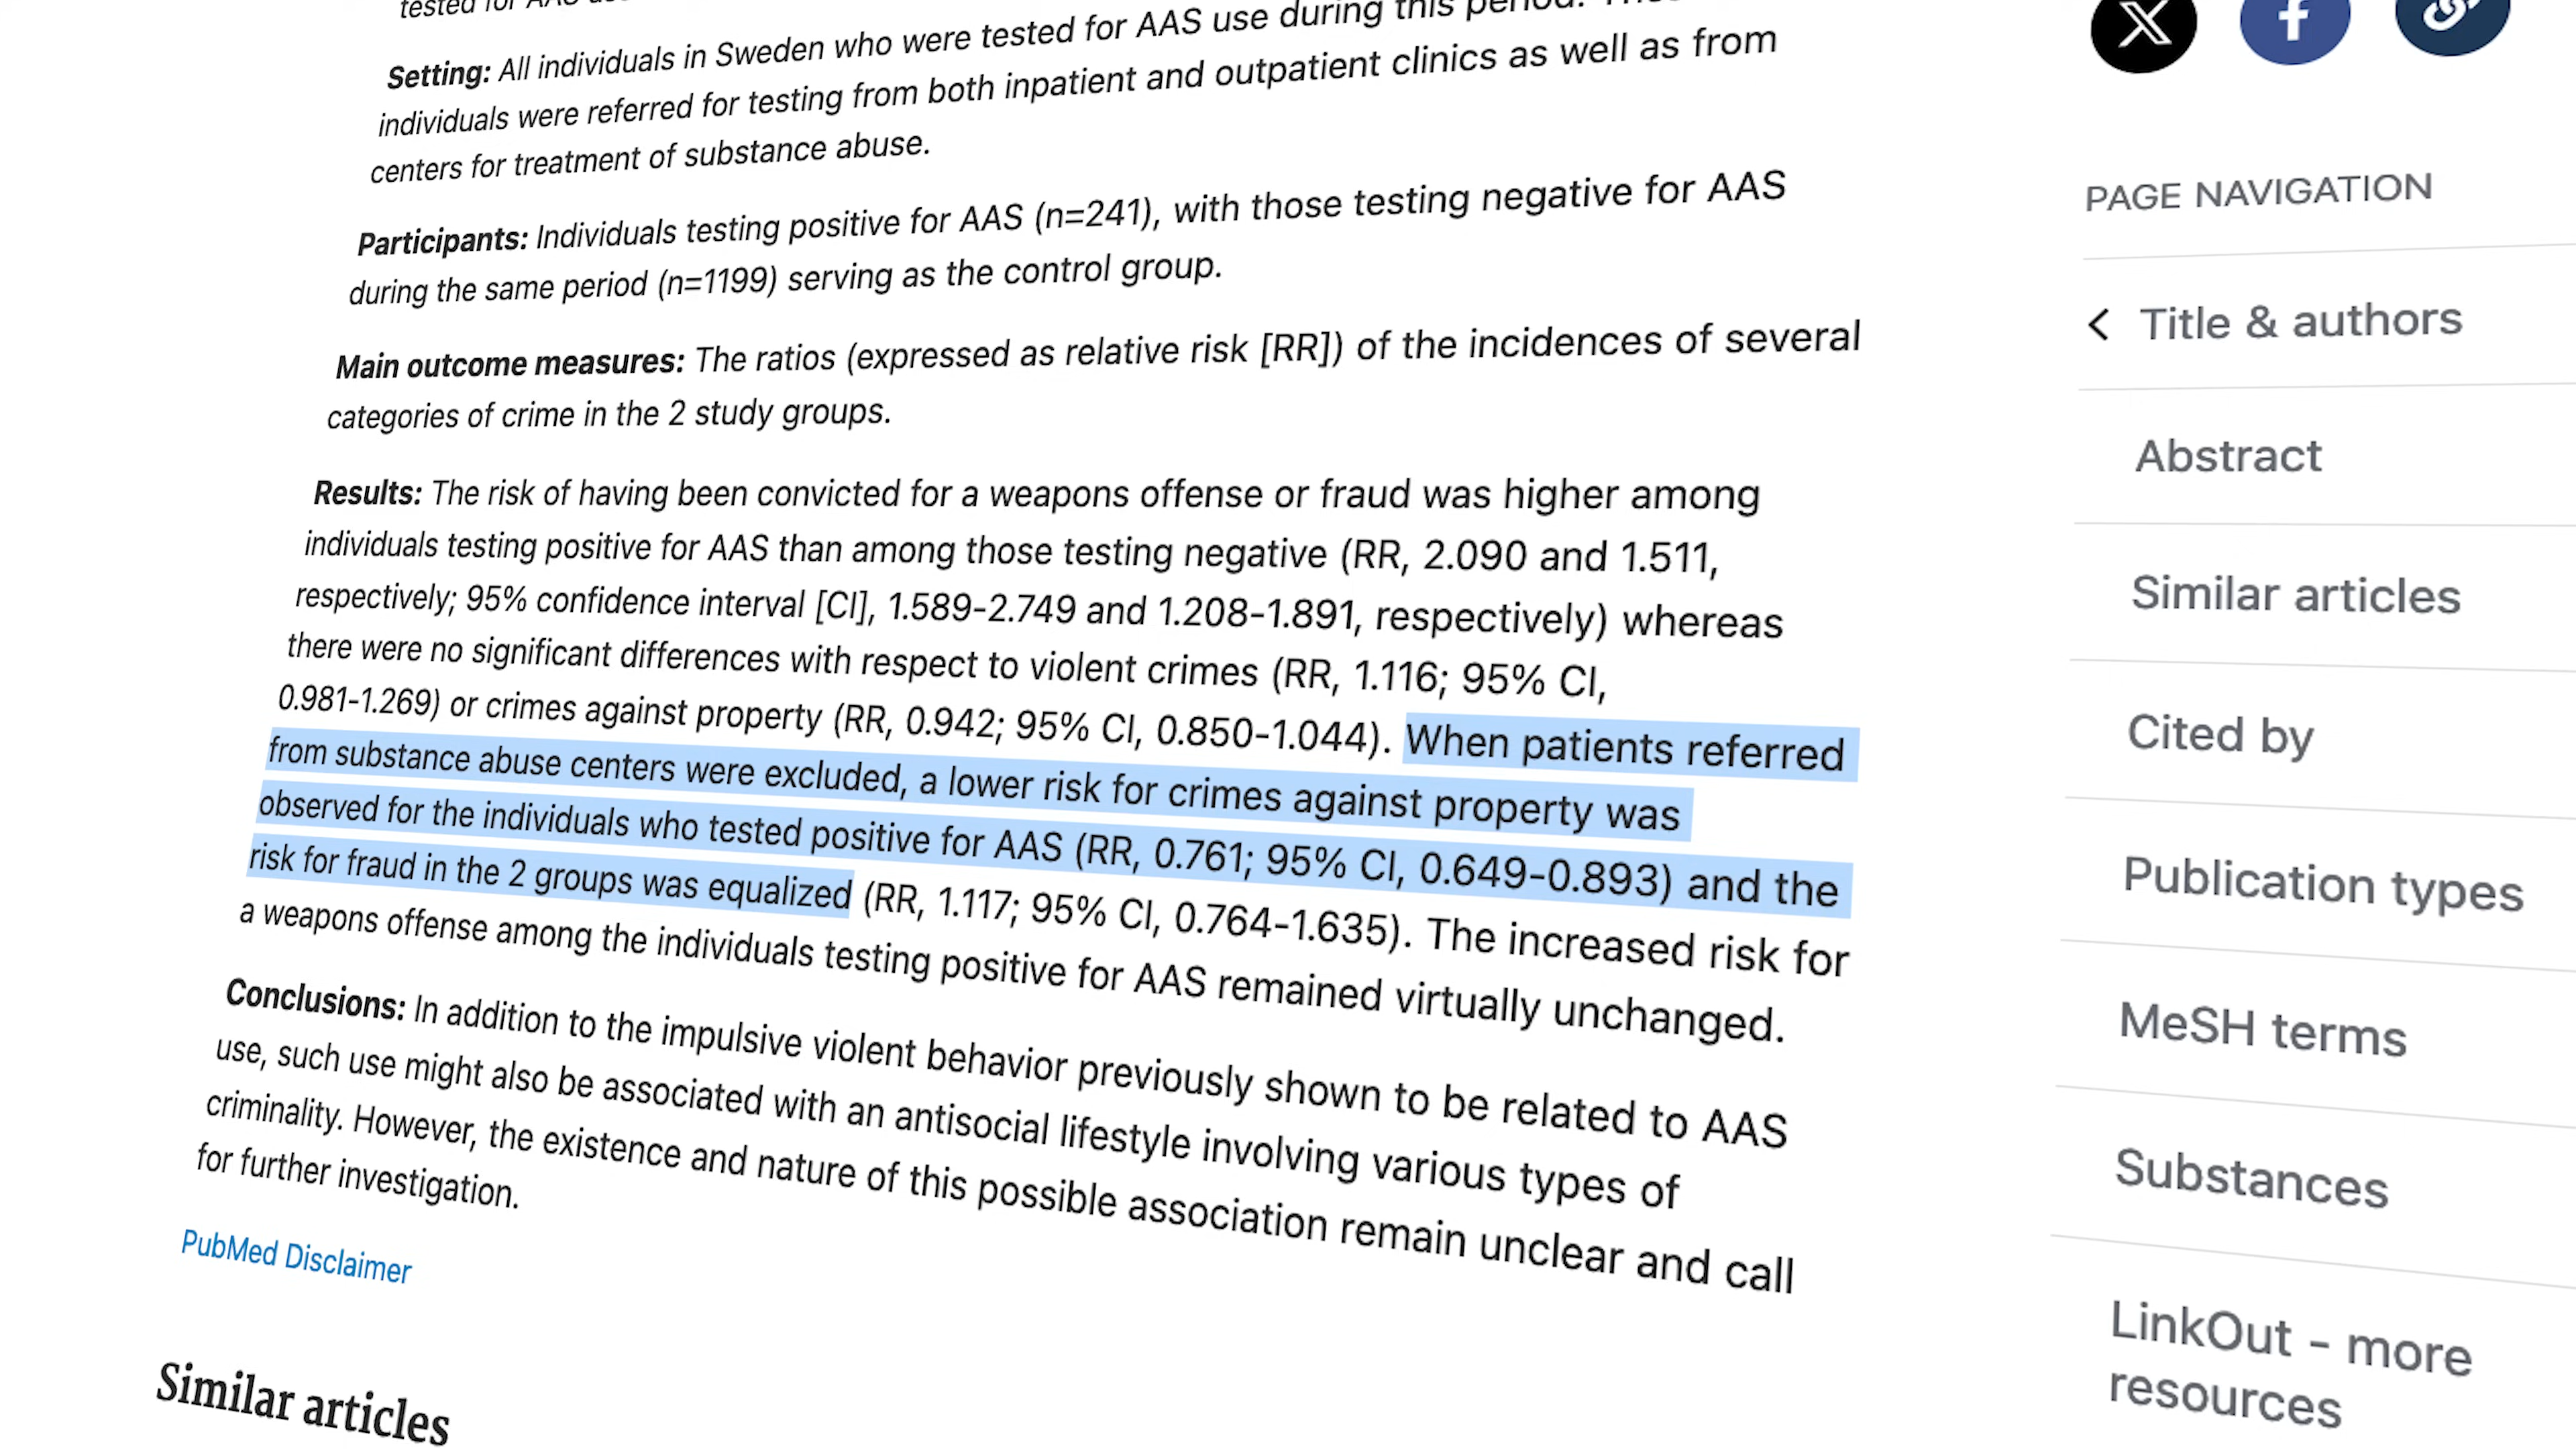 tested for AAS
Setting: All individuals in Sweden who were tested for AAS use during this period.
individuals were referred for testing from both inpatient and outpatient clinics as well as from
centers for treatment of substance abuse.
Participants: Individuals testing positive for AAS (n=241), with those testing negative for AAS
during the same period (n=1199) serving as the control group.
Main outcome measures: The ratios (expressed as relative risk [RR]) of the incidences of several
categories of crime in the 2 study groups.
Results: The risk of having been convicted for a weapons offense or fraud was higher among
individuals testing positive for AAS than among those testing negative (RR, 2.090 and 1.511,
respectively; 95% confidence interval [CI], 1.589-2.749 and 1.208-1.891, respectively) whereas
there were no significant differences with respect to violent crimes (RR, 1.116; 95% CI,
0.981-1.269) or crimes against property (RR, 0.942; 95% CI, 0.850-1.044). When patients referred
from substance abuse centers were excluded, a lower risk for crimes against property was
observed for the individuals who tested positive for AAS (RR, 0.761; 95% CI, 0.649-0.893) and the
risk for fraud in the 2 groups was equalized (RR, 1.117; 95% CI, 0.764-1.635). The increased risk for
a weapons offense among the individuals testing positive for AAS remained virtually unchanged.
Conclusions: In addition to the impulsive violent behavior previously shown to be related to AAS
use, such use might also be associated with an antisocial lifestyle involving various types of
criminality. However, the existence and nature of this possible association remain unclear and call
for further investigation.
PubMed Disclaimer
Similar articles
PAGE NAVIGATION
Title & authors
Abstract
Similar articles
Cited by
Publication types
MeSH terms
Substances
LinkOut - more
resources